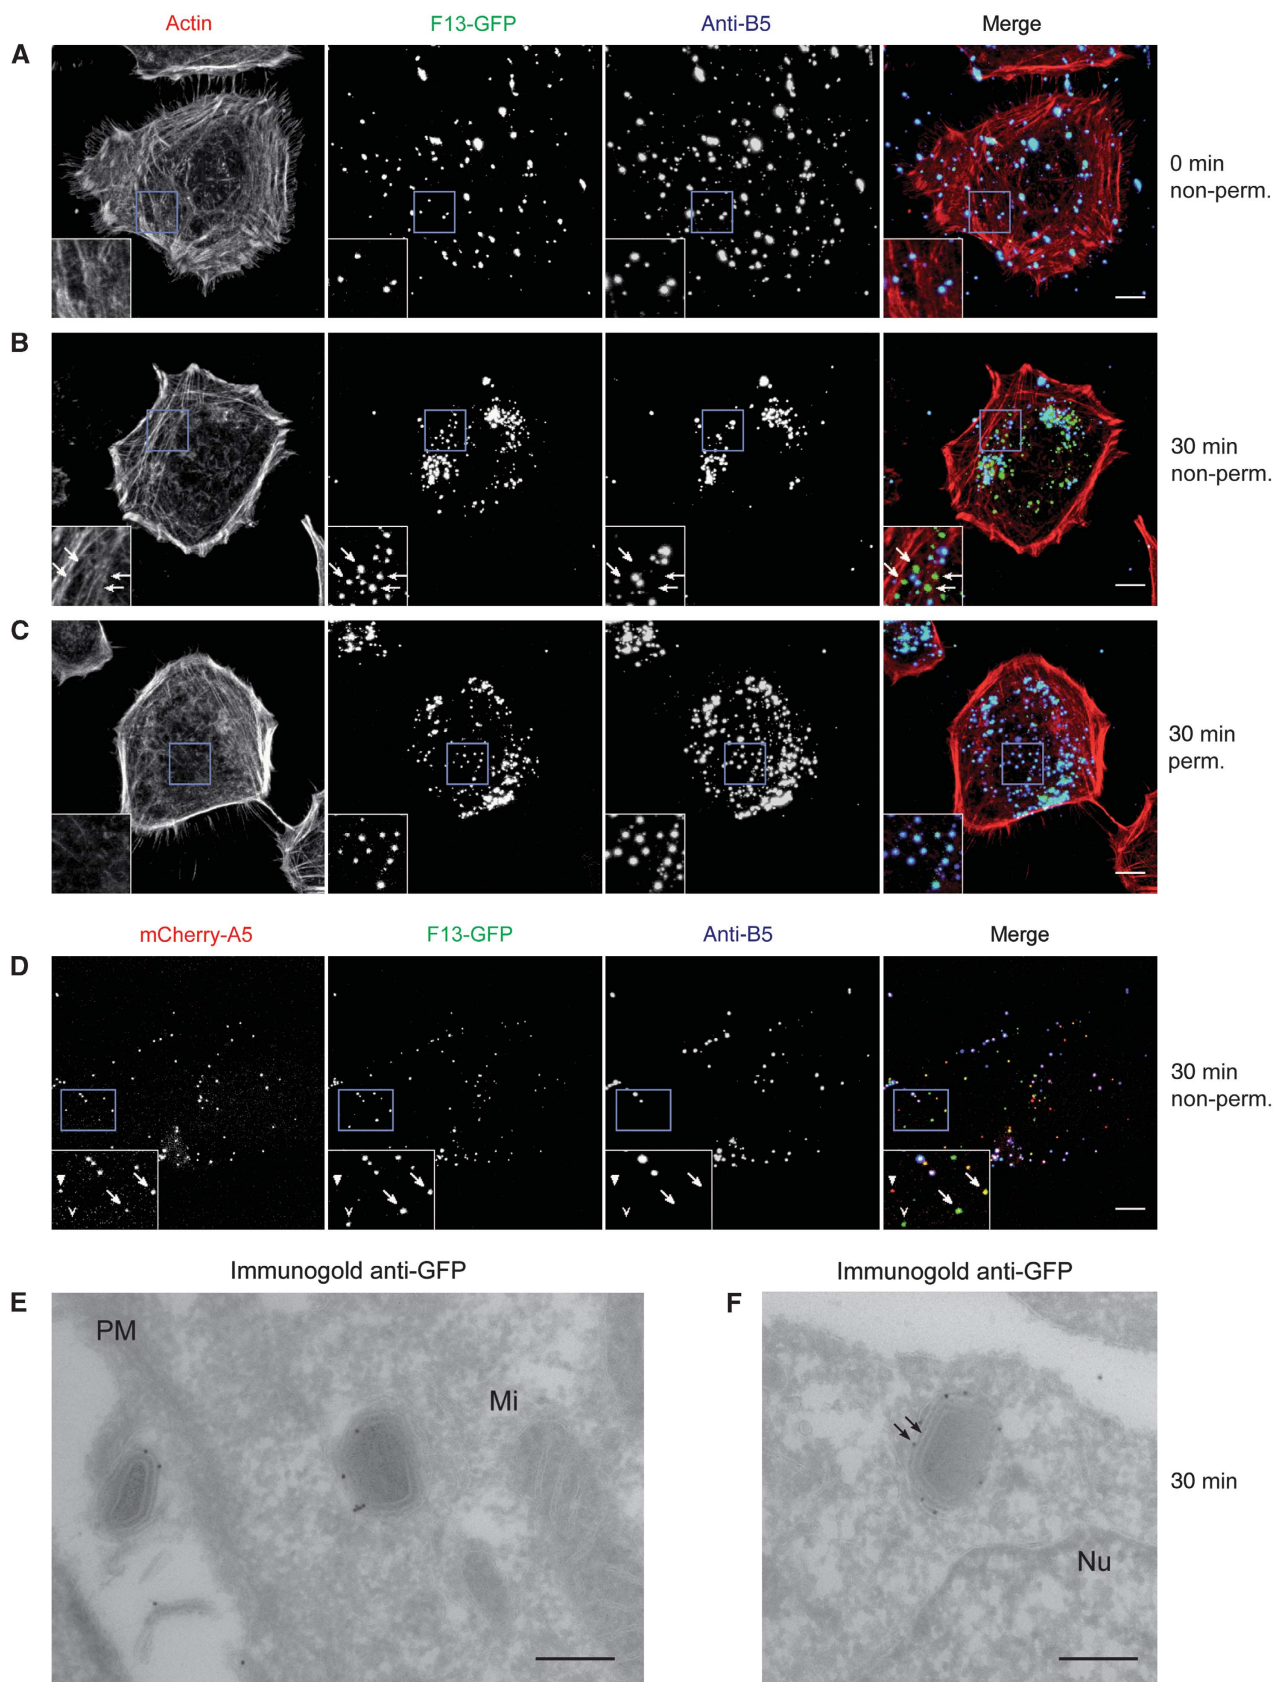 Actin F13-GFP Anti-B5 Merge
A
0 min
non-perm.
B
30 min
non-perm.
C
30 min
perm.
mCherry-A5 F13-GFP Anti-B5 Merge
D
30 min
non-perm.
Immunogold anti-GFP Immunogold anti-GFP
E
F
PM
Mi
30 min
Nu